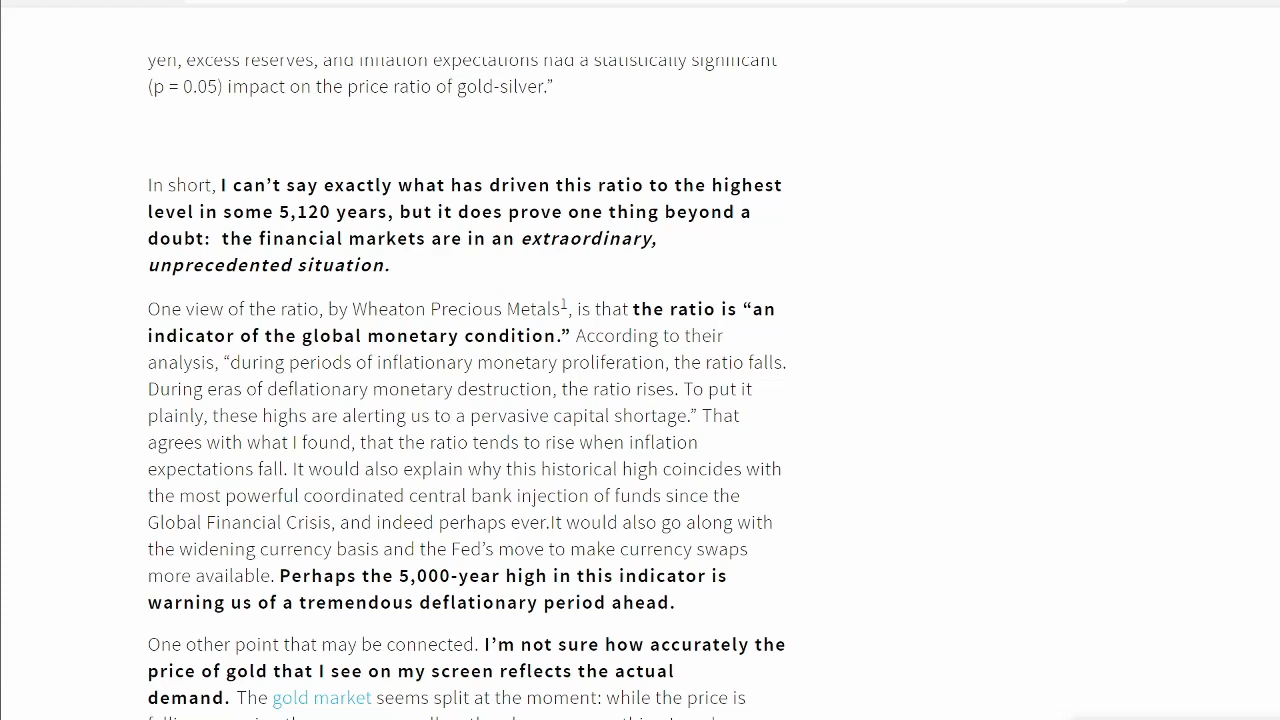 yen, excess reserves, and inflation expectations had a statistically significant
(p = 0.05) impact on the price ratio of gold-silver.”
In short, I can’t say exactly what has driven this ratio to the highest
level in some 5,120 years, but it does prove one thing beyond a
doubt:  the financial markets are in an extraordinary,
unprecedented situation.
One view of the ratio, by Wheaton Precious Metals1, is that the ratio is “an
indicator of the global monetary condition.” According to their
analysis, “during periods of inflationary monetary proliferation, the ratio falls.
During eras of deflationary monetary destruction, the ratio rises. To put it
plainly, these highs are alerting us to a pervasive capital shortage.” That
agrees with what I found, that the ratio tends to rise when inflation
expectations fall. It would also explain why this historical high coincides with
the most powerful coordinated central bank injection of funds since the
Global Financial Crisis, and indeed perhaps ever.It would also go along with
the widening currency basis and the Fed’s move to make currency swaps
more available. Perhaps the 5,000-year high in this indicator is
warning us of a tremendous deflationary period ahead.
One other point that may be connected. I’m not sure how accurately the
price of gold that I see on my screen reflects the actual
demand. The gold market seems split at the moment: while the price is